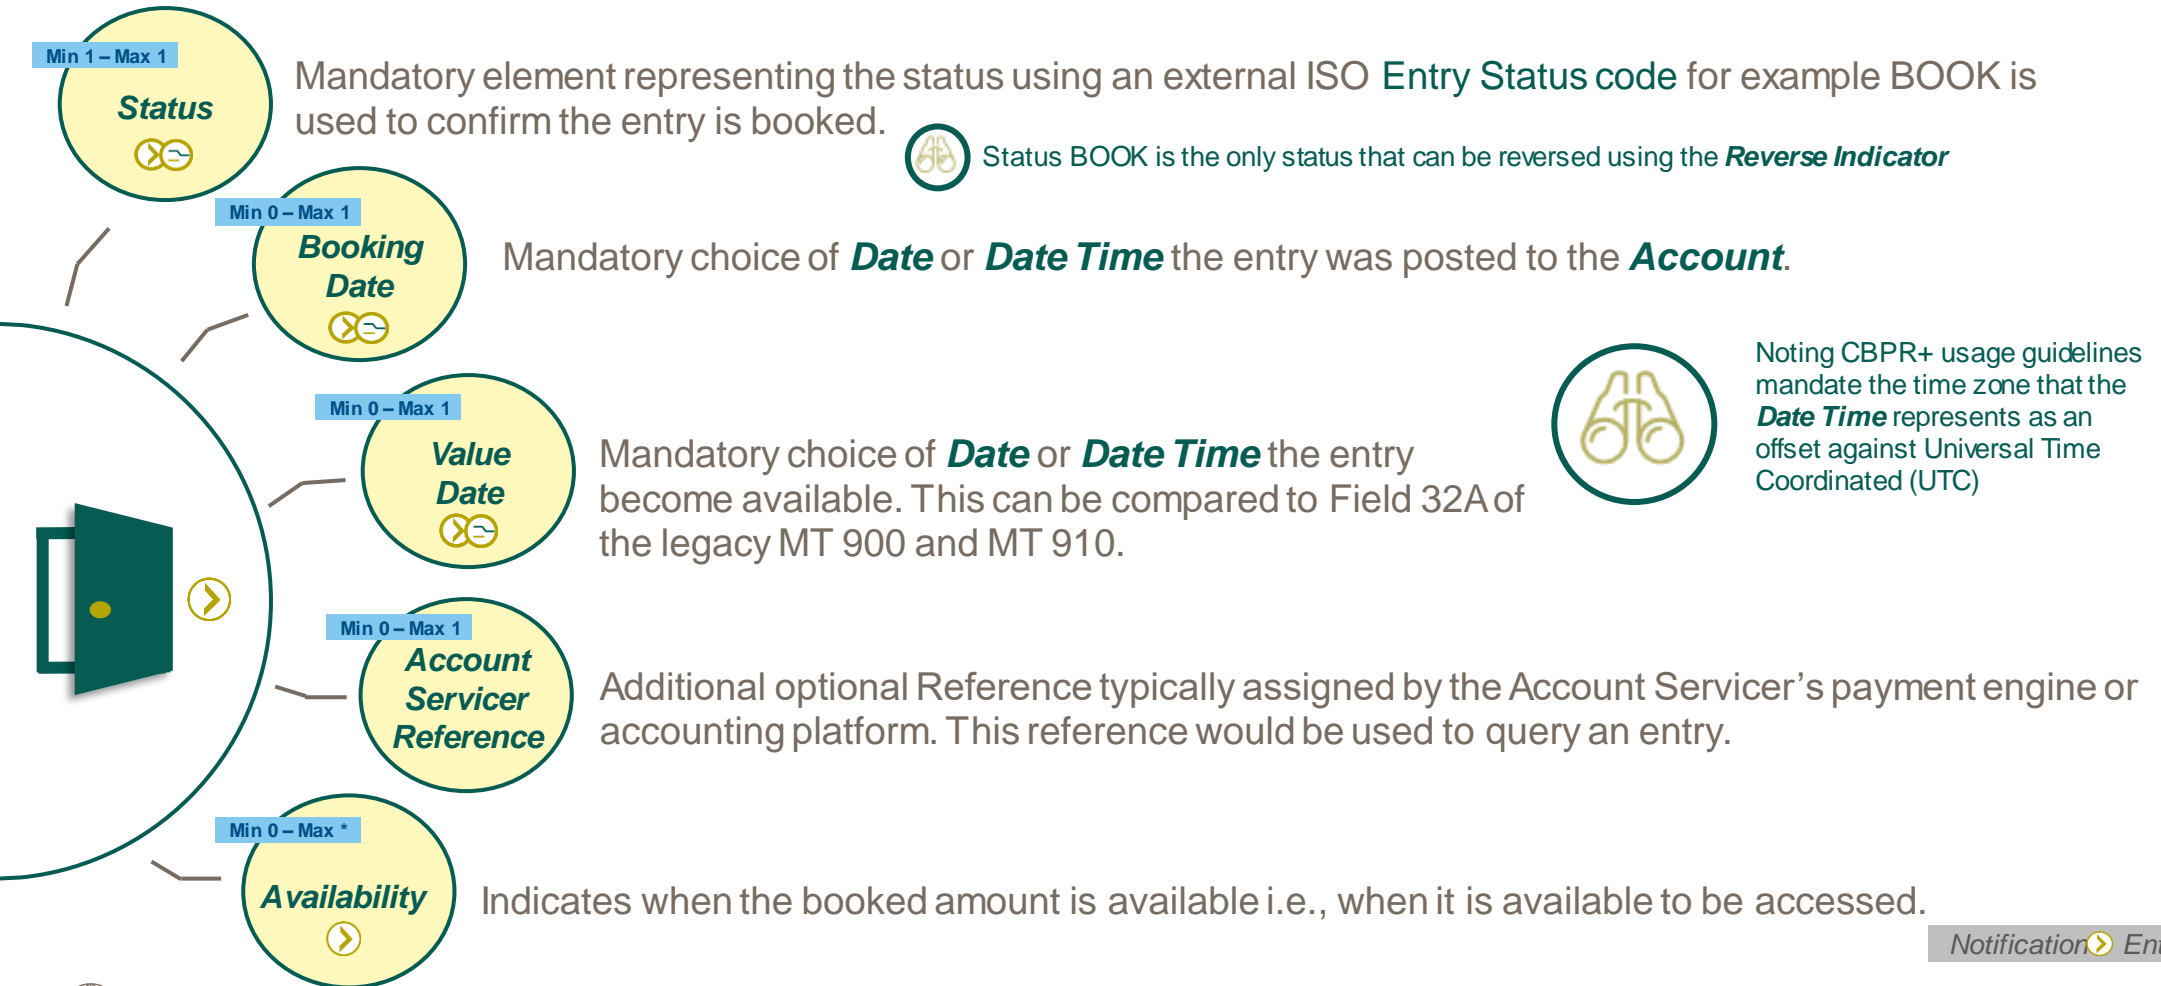 Min 1 – Max 1
Status
Mandatory element representing the status using an external ISO Entry Status code for example BOOK is
used to confirm the entry is booked.
Status BOOK is the only status that can be reversed using the Reverse Indicator
Min 0 – Max 1
Booking
Date
Mandatory choice of Date or Date Time the entry was posted to the Account.
Min 0 – Max 1
Value
Date
Mandatory choice of Date or Date Time the entry
become available. This can be compared to Field 32A of
the legacy MT 900 and MT 910.
Noting CBPR+ usage guidelines
mandate the time zone that the
Date Time represents as an
offset against Universal Time
Coordinated (UTC)
Min 0 – Max 1
Account
Servicer
Reference
Additional optional Reference typically assigned by the Account Servicer’s payment engine or
accounting platform. This reference would be used to query an entry.
Min 0 – Max *
Availability
Indicates when the booked amount is available i.e., when it is available to be accessed.
Notification